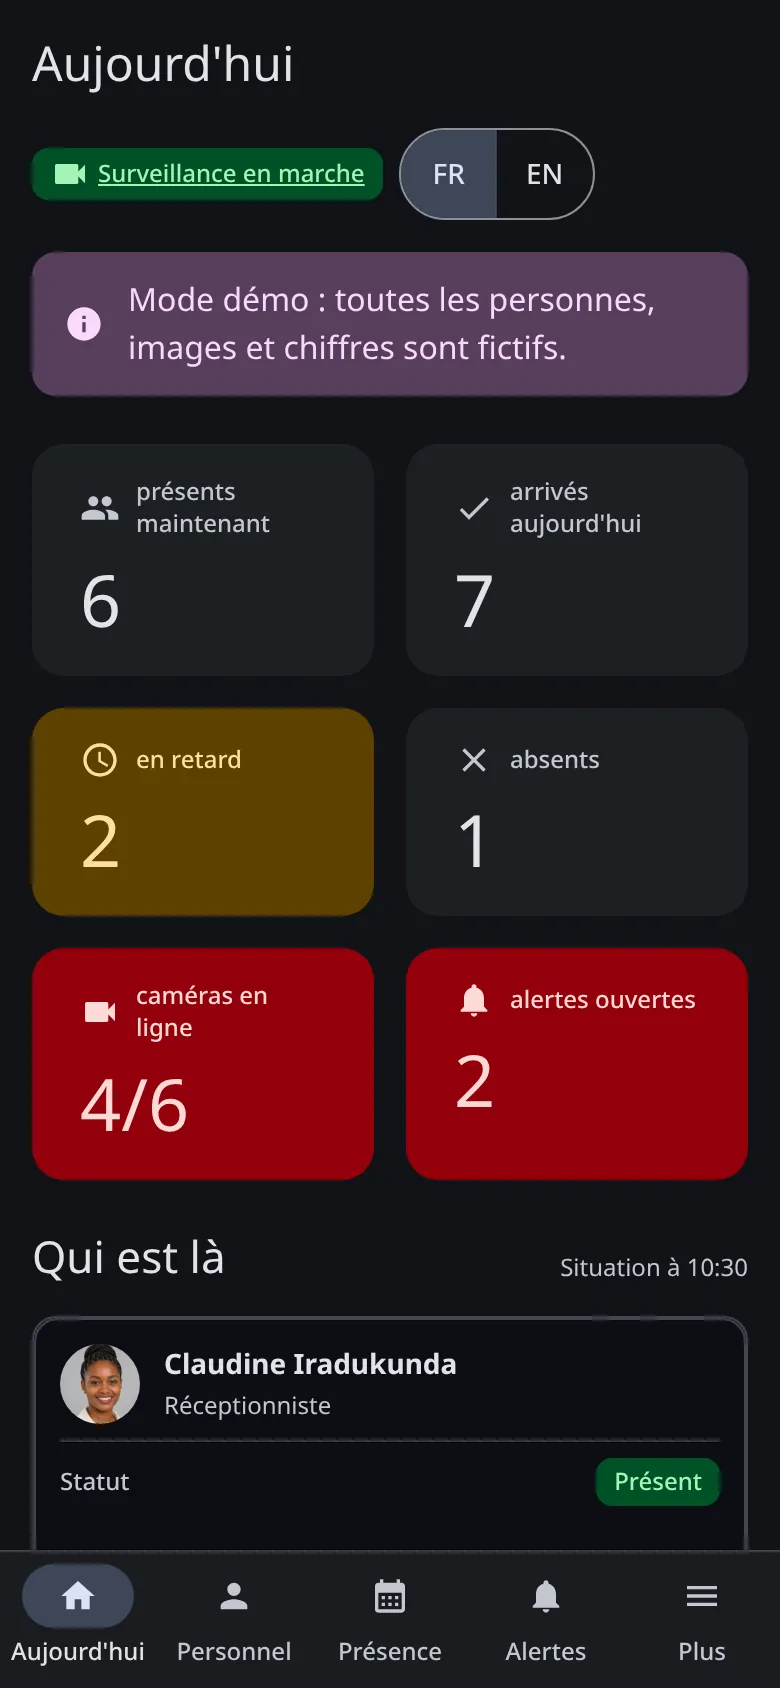 Aujourd'hui
Surveillance en marche
FR
EN
Mode démo : toutes les personnes,
images et chiffres sont fictifs.
présents
maintenant
6
arrivés
aujourd'hui
7
en retard
2
absents
1
caméras en
ligne
4/6
alertes ouvertes
2
Qui est là
Situation à 10:30
Claudine Iradukunda
Réceptionniste
Statut
Présent
Aujourd'hui
Personnel
Présence
Alertes
Plus